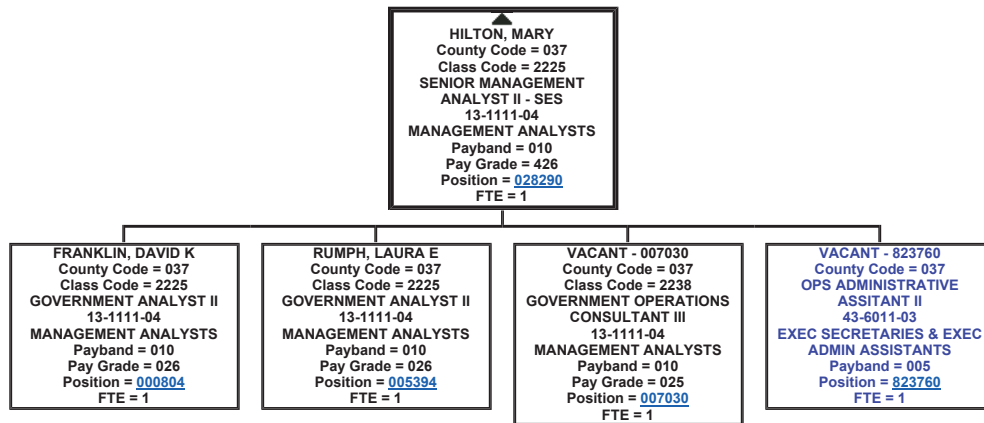 HILTON, MARY
County Code = 037
Class Code = 2225
SENIOR MANAGEMENT
ANALYST II - SES
13-1111-04
MANAGEMENT ANALYSTS
Payband = 010
Pay Grade = 426
Position = 028290
FTE = 1
FRANKLIN, DAVID K
County Code = 037
Class Code = 2225
GOVERNMENT ANALYST II
13-1111-04
MANAGEMENT ANALYSTS
Payband = 010
Pay Grade = 026
Position = 000804
FTE = 1
RUMPH, LAURA E
County Code = 037
Class Code = 2225
GOVERNMENT ANALYST II
13-1111-04
MANAGEMENT ANALYSTS
Payband = 010
Pay Grade = 026
Position = 005394
FTE = 1
VACANT - 007030
County Code = 037
Class Code = 2238
GOVERNMENT OPERATIONS
CONSULTANT III
13-1111-04
MANAGEMENT ANALYSTS
Payband = 010
Pay Grade = 025
Position = 007030
FTE = 1
VACANT - 823760
County Code = 037
OPS ADMINISTRATIVE
ASSITANT II
43-6011-03
EXEC SECRETARIES & EXEC
ADMIN ASSISTANTS
Payband = 005
Position = 823760
FTE = 1